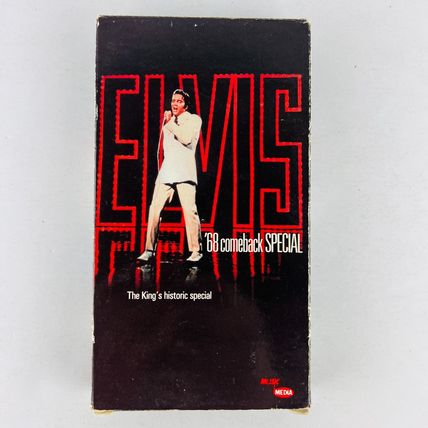 ELVIS
'68 comeback SPECIAL
The King's historic special
MUSIC
MEDIA